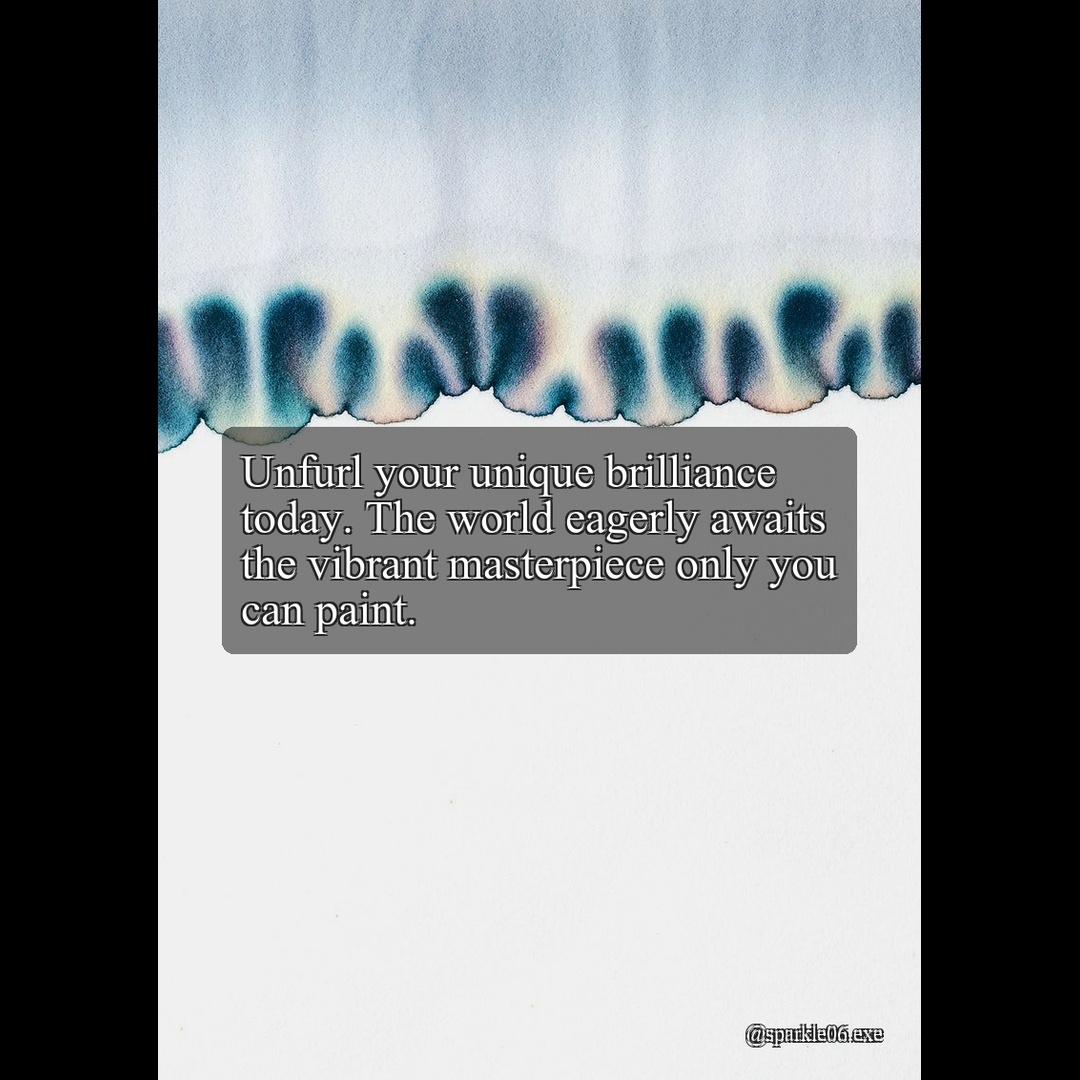 Unfurl your unique brilliance
today. The world eagerly awaits
the vibrant masterpiece only you
can paint.
@sparkle06.exe